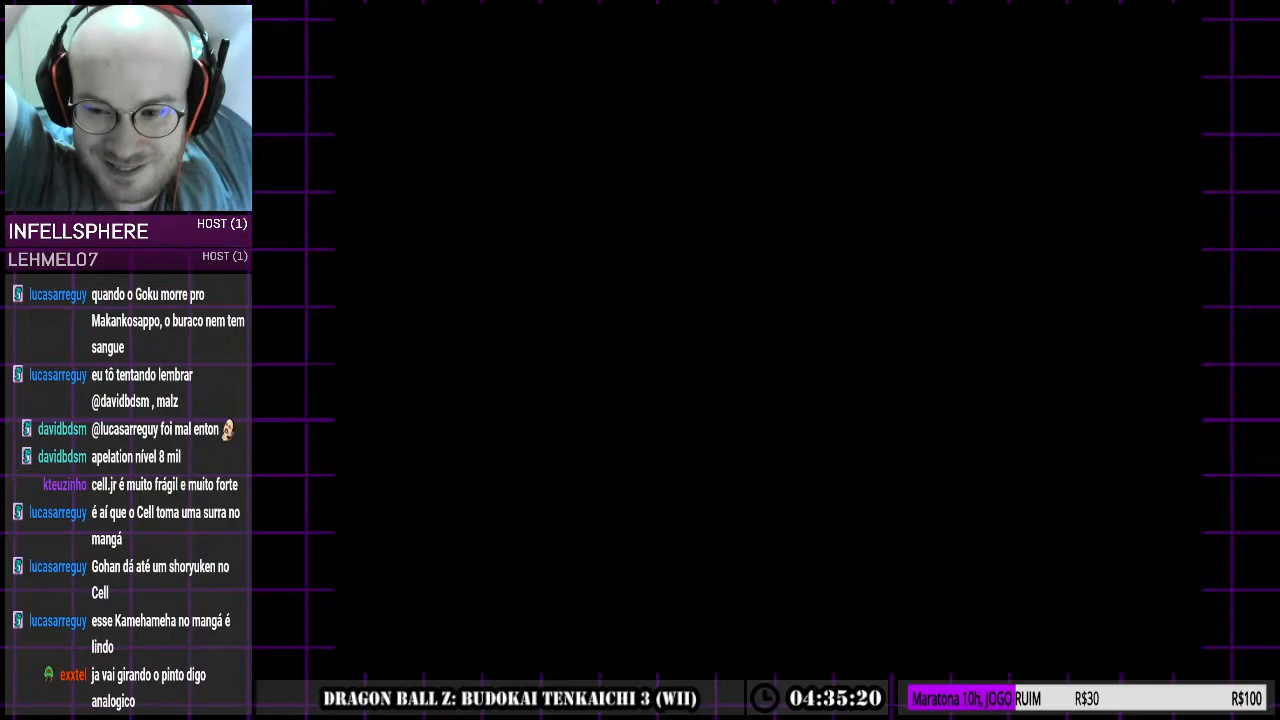 INFELLSPHERE HOST (1)
LEHMEL07 HOST (1)
lucasarreguy quando o Goku morre pro
Makankosappo, o buraco nem tem
sangue
lucasarreguy eu tô tentando lembrar
@davidbdsm , malz
davidbdsm @lucasarreguy foi mal enton
davidbdsm apelation nível 8 mil
kteuzinho cell.jr é muito frágil e muito forte
lucasarreguy é aí que o Cell toma uma surra no
mangá
lucasarreguy Gohan dá até um shoryuken no
Cell
lucasarreguy esse Kamehameha no mangá é
lindo
exxtel ja vai girando o pinto digo
analogico
DRAGON BALL Z: BUDOKAI TENKAICHI 3 (WII)
04:35:20
Maratona 10h, JOGO RUIM R$30 R$100